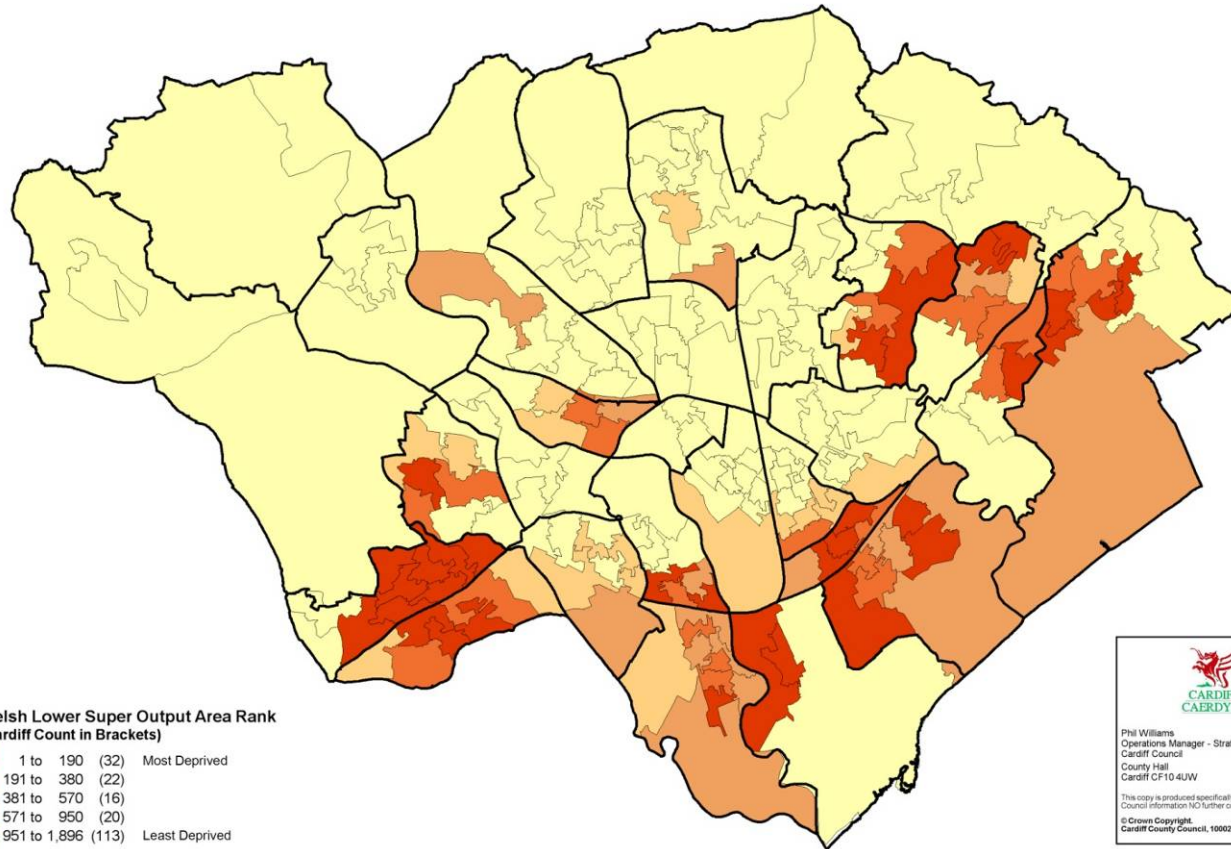 elsh Lower Super Output Area Rank
ardiff Count in Brackets)
1 to 190 (32) Most Deprived
191 to 380 (22)
381 to 570 (16)
571 to 950 (20)
951 to 1,896 (113) Least Deprived
CARDIF
CAERDY
Phil Williams
Operations Manager - Stra
Cardiff Council
County Hall
Cardiff CF10 4UW
This copy is produced specifically
Council information NO further c
© Crown Copyright.
Cardiff County Council, 10002